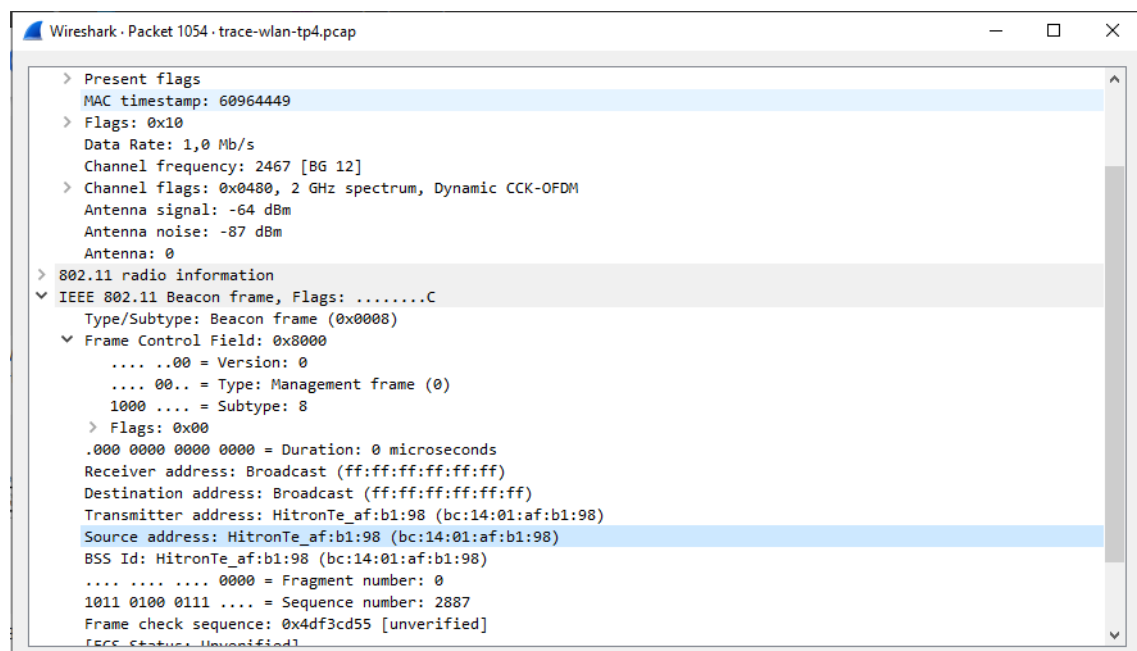 Wireshark · Packet 1054 · trace-wlan-tp4.pcap
Present flags
MAC timestamp: 60964449
Flags: 0x10
Data Rate: 1,0 Mb/s
Channel frequency: 2467 [BG 12]
Channel flags: 0x0480, 2 GHz spectrum, Dynamic CCK-OFDM
Antenna signal: -64 dBm
Antenna noise: -87 dBm
Antenna: 0
802.11 radio information
IEEE 802.11 Beacon frame, Flags: ........C
Type/Subtype: Beacon frame (0x0008)
Frame Control Field: 0x8000
.... ..00 = Version: 0
.... 00.. = Type: Management frame (0)
1000 .... = Subtype: 8
Flags: 0x00
.000 0000 0000 0000 = Duration: 0 microseconds
Receiver address: Broadcast (ff:ff:ff:ff:ff:ff)
Destination address: Broadcast (ff:ff:ff:ff:ff:ff)
Transmitter address: HitronTe_af:b1:98 (bc:14:01:af:b1:98)
Source address: HitronTe_af:b1:98 (bc:14:01:af:b1:98)
BSS Id: HitronTe_af:b1:98 (bc:14:01:af:b1:98)
.... .... .... 0000 = Fragment number: 0
1011 0100 0111 .... = Sequence number: 2887
Frame check sequence: 0x4df3cd55 [unverified]
[FCS Status: Unverified]